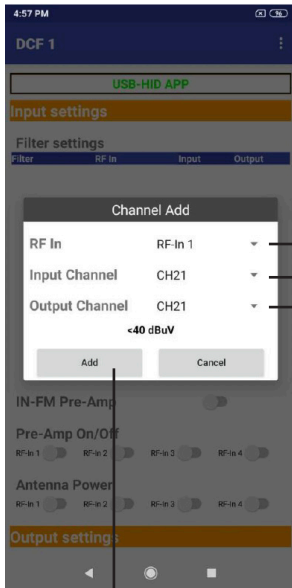 4:57 PM 96
DCF 1
USB-HID APP
Input settings
Filter settings
Filter RF In Input Output
Channel Add
RF In RF-In 1
Input Channel CH21
Output Channel CH21
<40 dBuV
Add Cancel
IN-FM Pre-Amp
Pre-Amp On/Off
RF-In 1 RF-In 2 RF-In 3 RF-In 4
Antenna Power
RF-In 1 RF-In 2 RF-In 3 RF-In 4
Output settings